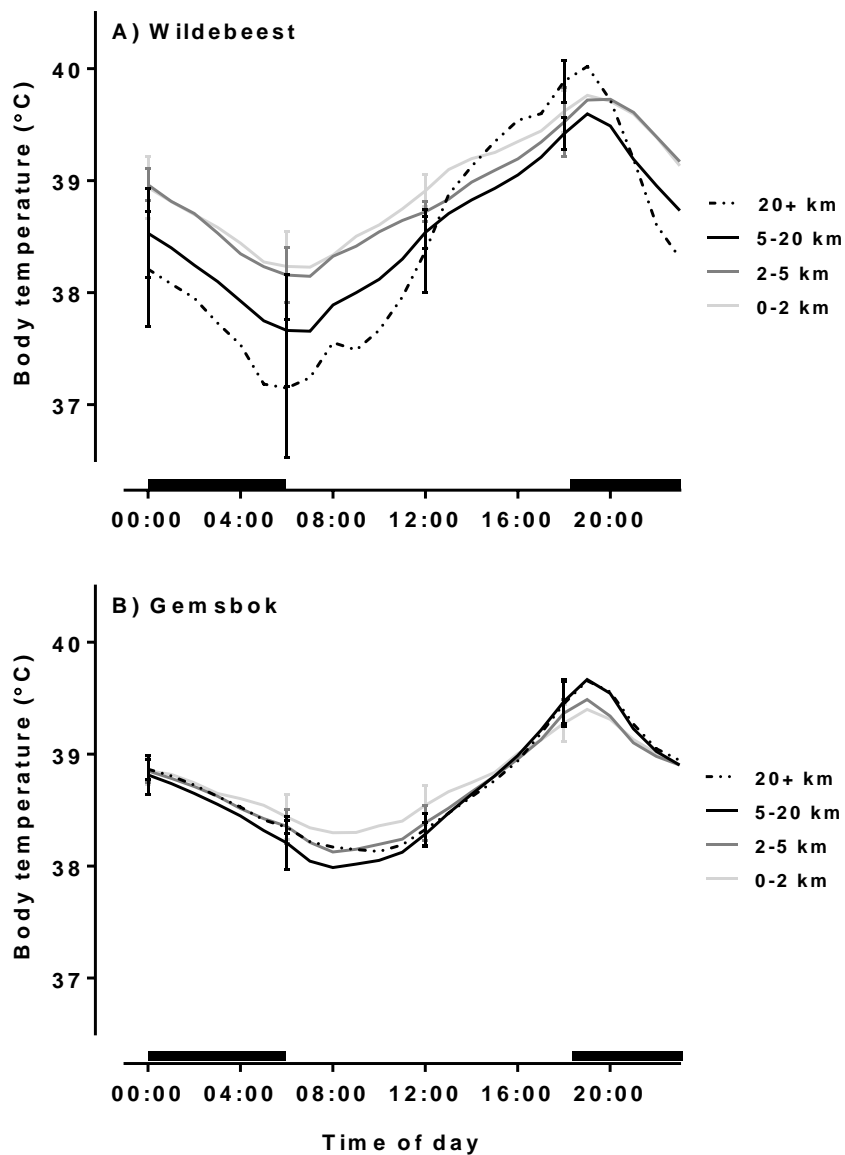 A) Wildebeest
Body temperature (°C)
40
39
38
37
20+ km
5-20 km
2-5 km
0-2 km
00:00 04:00 08:00 12:00 16:00 20:00
B) Gemsbok
Body temperature (°C)
40
39
38
37
20+ km
5-20 km
2-5 km
0-2 km
00:00 04:00 08:00 12:00 16:00 20:00
Time of day